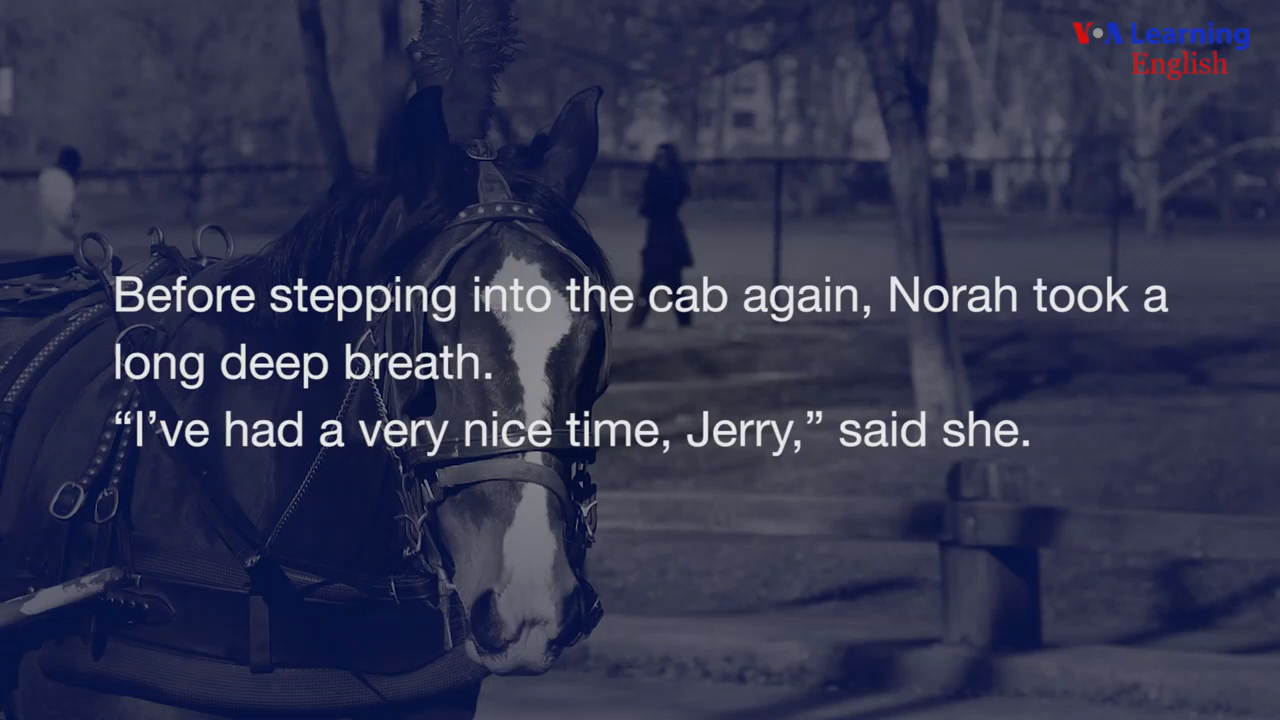 VOA Learning
English
Before stepping into the cab again, Norah took a
long deep breath.
“I’ve had a very nice time, Jerry,” said she.